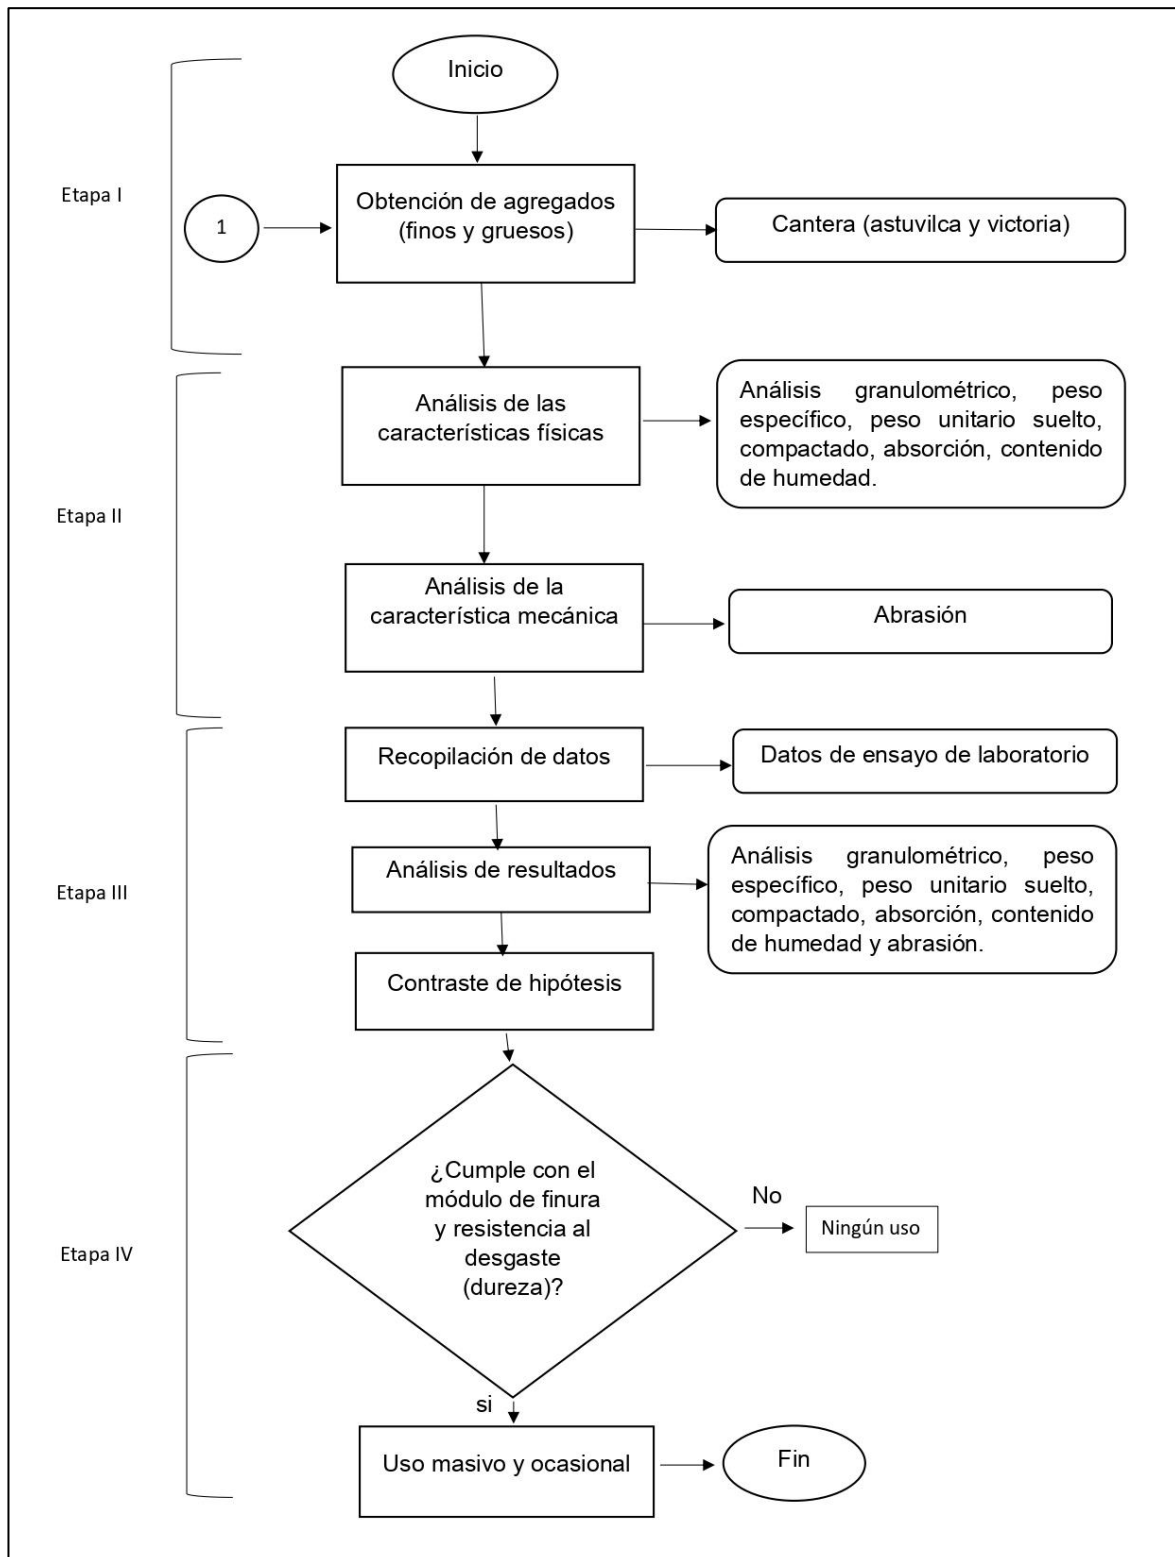 Inicio
Etapa I
1
Obtención de agregados
(finos y gruesos)
Cantera (astuvilca y victoria)
Etapa II
Análisis de las
características físicas
Análisis granulométrico, peso
específico, peso unitario suelto,
compactado, absorción, contenido
de humedad.
Análisis de la
característica mecánica
Abrasión
Etapa III
Recopilación de datos
Datos de ensayo de laboratorio
Análisis de resultados
Análisis granulométrico, peso
específico, peso unitario suelto,
compactado, absorción, contenido
de humedad y abrasión.
Contraste de hipótesis
Etapa IV
¿Cumple con el
módulo de finura
y resistencia al
desgaste
(dureza)?
No
Ningún uso
si
Uso masivo y ocasional
Fin